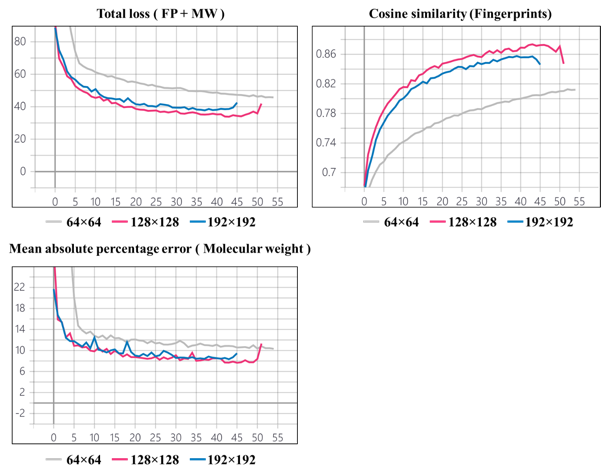 Total loss ( FP + MW )
80
60
40
20
0
0 5 10 15 20 25 30 35 40 45 50 55
64×64 128×128 192×192
Cosine similarity (Fingerprints)
0.86
0.82
0.78
0.74
0.7
0 5 10 15 20 25 30 35 40 45 50 55
64×64 128×128 192×192
Mean absolute percentage error ( Molecular weight )
22
18
14
10
6
2
-2
0 5 10 15 20 25 30 35 40 45 50 55
64×64 128×128 192×192